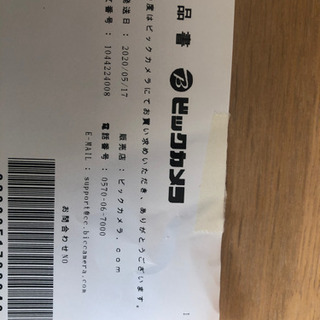 品書
ビックカメラ
度はビックカメラにてお買い求めいただき、ありがとうございます。
発送日 : 2020/05/17 販売店 : ビックカメラ.com
文番号 : 1044224008 電話番号 : 0570-06-7000
E-MAIL : support@cc.biccamera.com
お問合わせNO
1